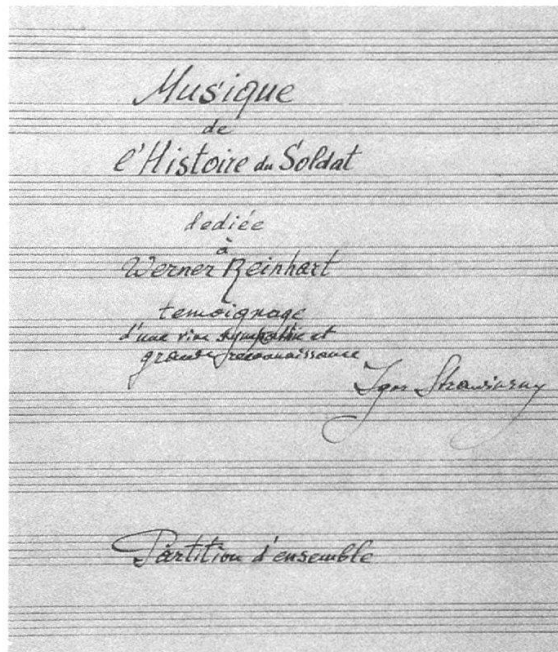 Musique
de
l'Histoire du Soldat
dediée
à
Werner Reinhart
temoignage
d'une vive sympathie et
grande reconnaissance
Igor Strawinsky
Partition d'ensemble